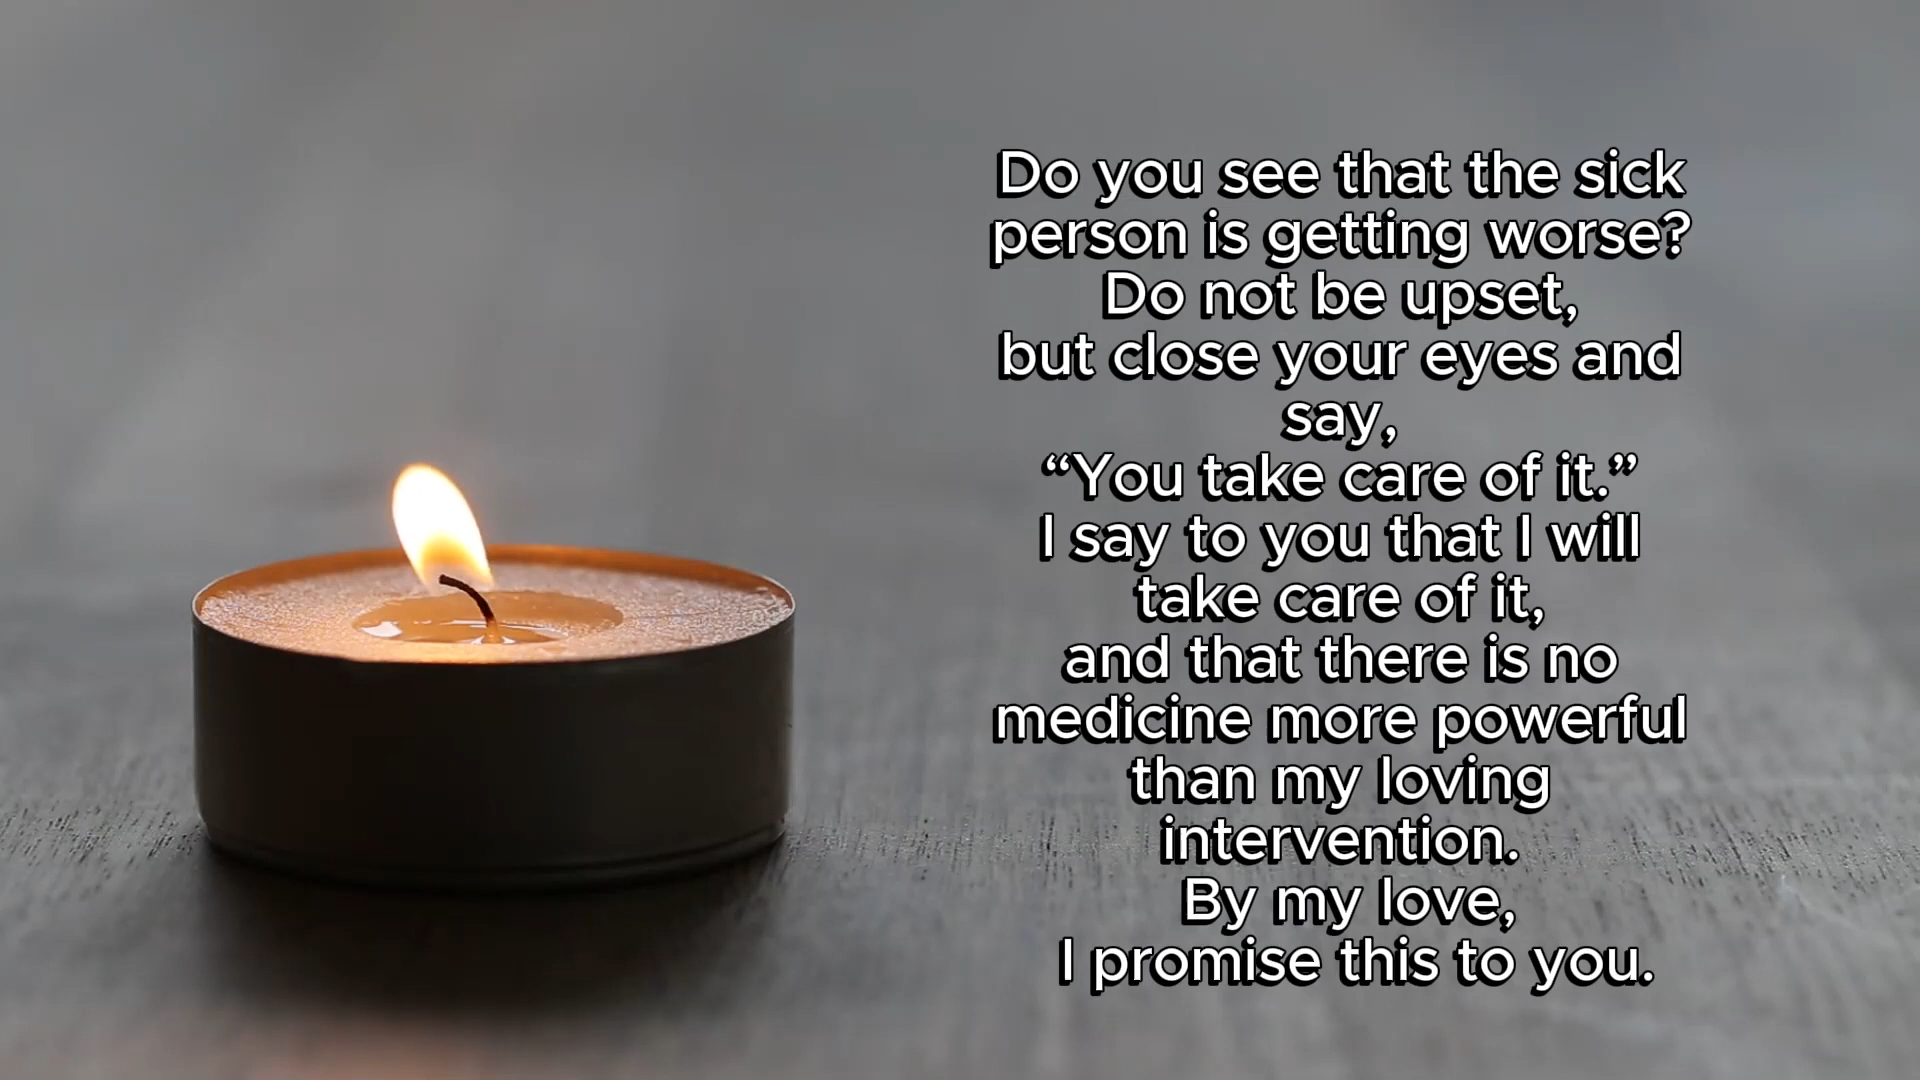 Do you see that the sick
person is getting worse?
Do not be upset,
but close your eyes and
say,
“You take care of it.”
I say to you that I will
take care of it,
and that there is no
medicine more powerful
than my loving
intervention.
By my love,
I promise this to you.